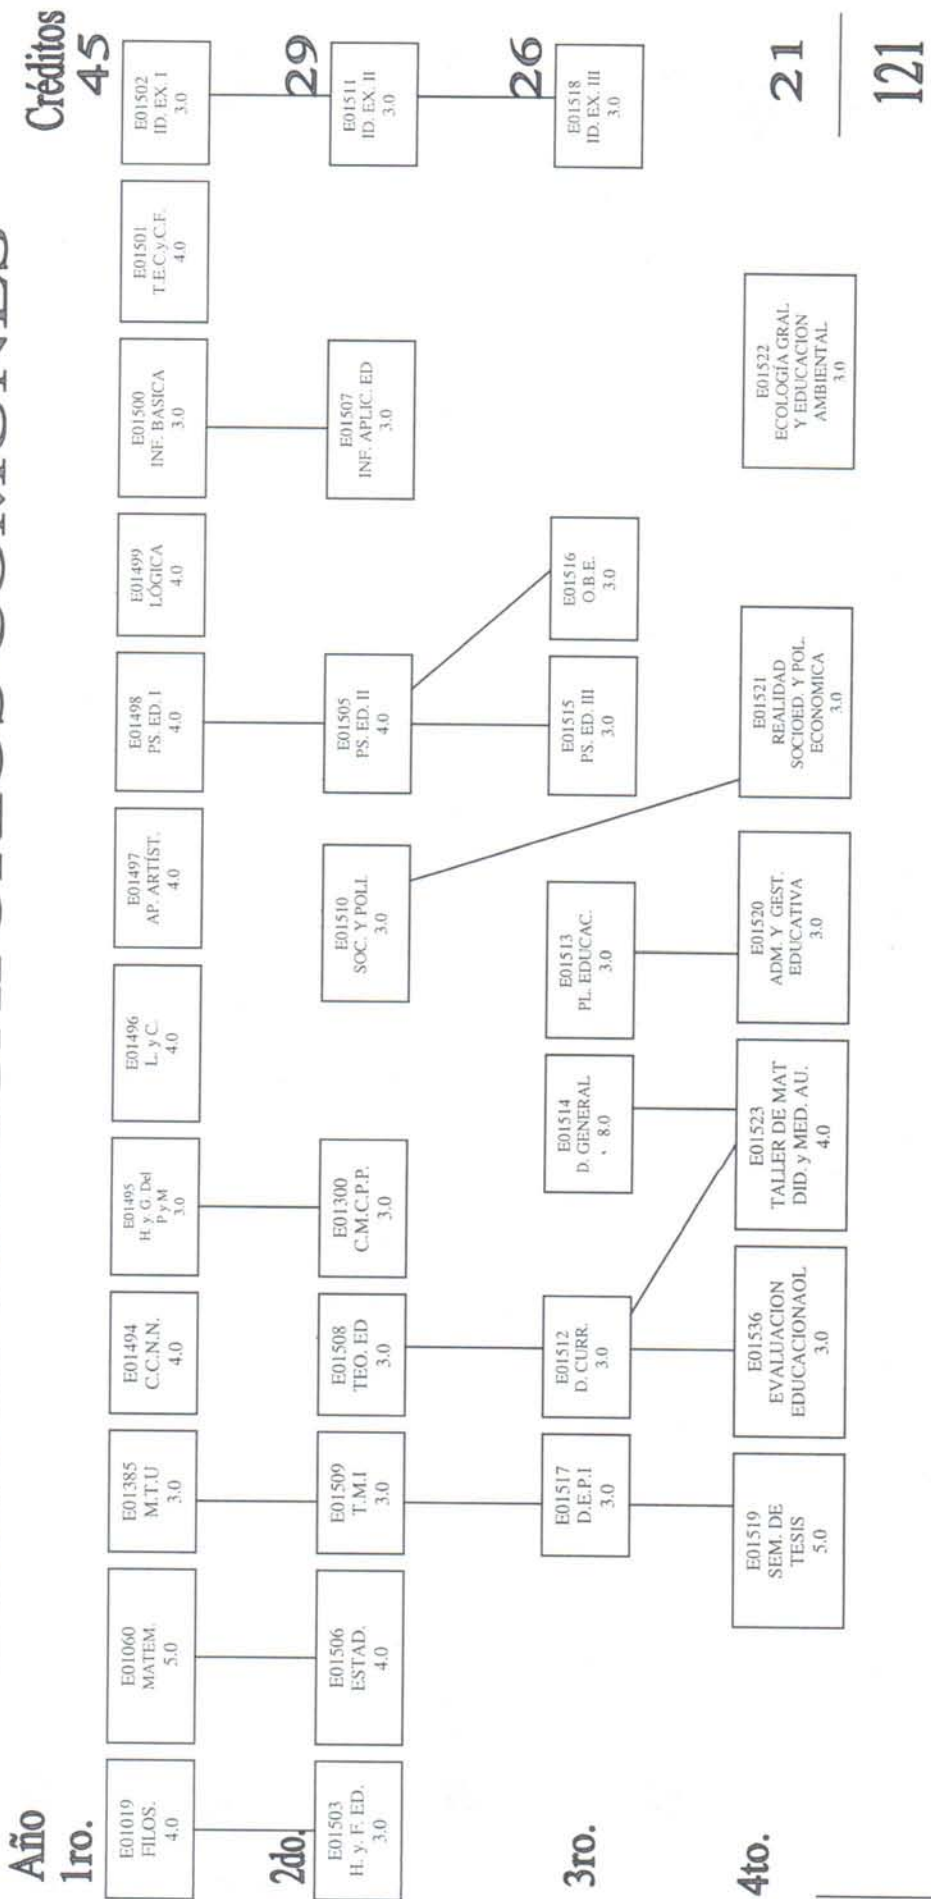 Año
Créditos
1ro.
45
E01019
FILOS.
4.0
E01060
MATEM.
5.0
E01385
M.T.U
3.0
E01494
C.C.N.N.
4.0
E01495
H. y. G. Del
P y M
3.0
E01496
L. y C.
4.0
E01497
AP. ARTÍST.
4.0
E01498
PS. ED. I
4.0
E01499
LÓGICA
4.0
E01500
INF. BASICA
3.0
E01501
T.E.C.y.C.F.
4.0
E01502
ID. EX. I
3.0
2do.
29
E01503
H. y. F. ED.
3.0
E01506
ESTAD.
4.0
E01509
T.M.I
3.0
E01508
TEO. ED
3.0
E01300
C.M.C.P.P.
3.0
E01510
SOC. Y POLI.
3.0
E01505
PS. ED. II
4.0
E01507
INF. APLIC. ED
3.0
E01511
ID. EX. II
3.0
3ro.
26
E01517
D.E.P.I
3.0
E01512
D. CURR.
3.0
E01514
D. GENERAL
8.0
E01513
PL. EDUCAC.
3.0
E01515
PS. ED. III
3.0
E01516
O.B.E.
3.0
E01518
ID. EX. III
3.0
4to.
21
E01519
SEM. DE
TESIS
5.0
E01536
EVALUACION
EDUCACIONAOL
3.0
E01523
TALLER DE MAT
DID. y MED. AU.
4.0
E01520
ADM. Y GEST.
EDUCATIVA
3.0
E01521
REALIDAD
SOCIOED. Y POL.
ECONOMICA
3.0
E01522
ECOLOGÍA GRAL
Y EDUCACION
AMBIENTAL
3.0
121